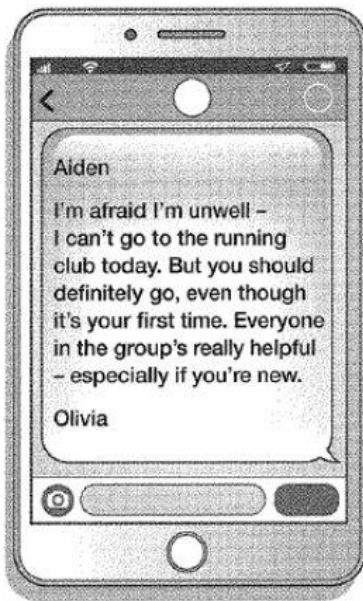 Aiden
I'm afraid I'm unwell –
I can't go to the running
club today. But you should
definitely go, even though
it's your first time. Everyone
in the group's really helpful
– especially if you're new.
Olivia